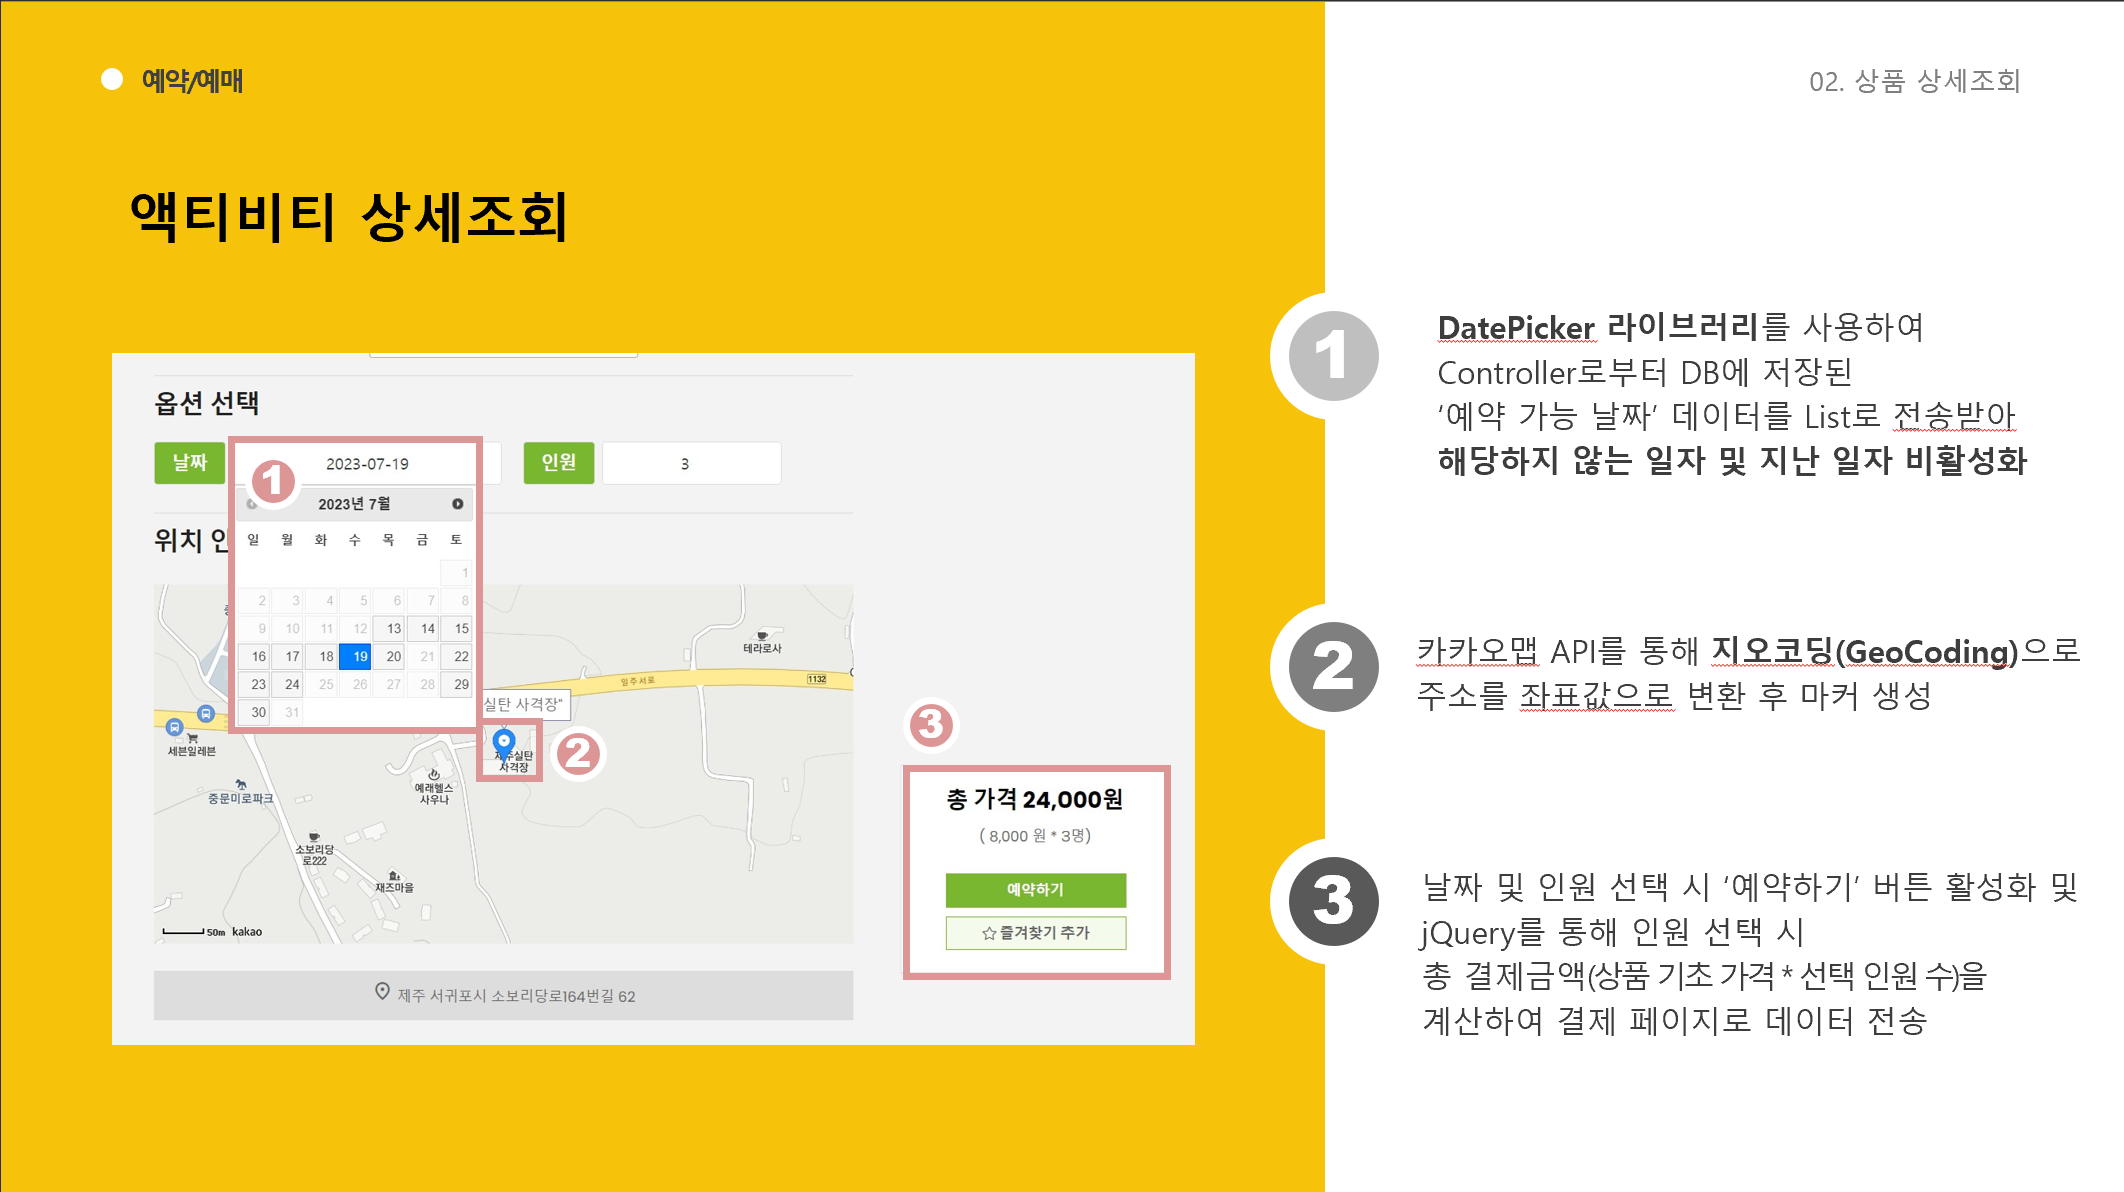 예약/예매
02. 상품 상세조회
액티비티 상세조회
옵션 선택
날짜
2023-07-19
인원
3
1
2023년 7월
일 월 화 수 목 금 토
1
2 3 4 5 6 7 8
9 10 11 12 13 14 15
16 17 18 19 20 21 22
23 24 25 26 27 28 29
30 31
위치
테라로사
일주서로
1132
실탄 사격장"
세븐일레븐
제주실탄
사격장
2
중문미로파크
예래헬스
사우나
소보리당
로222
재즈마을
50m kakao
제주 서귀포시 소보리당로164번길 62
3
총 가격 24,000원
( 8,000 원 * 3명)
예약하기
☆ 즐겨찾기 추가
1
DatePicker 라이브러리를 사용하여
Controller로부터 DB에 저장된
‘예약 가능 날짜’ 데이터를 List로 전송받아
해당하지 않는 일자 및 지난 일자 비활성화
2
카카오맵 API를 통해 지오코딩(GeoCoding)으로
주소를 좌표값으로 변환 후 마커 생성
3
날짜 및 인원 선택 시 ‘예약하기’ 버튼 활성화 및
jQuery를 통해 인원 선택 시
총 결제금액(상품 기초 가격 * 선택 인원 수)을
계산하여 결제 페이지로 데이터 전송